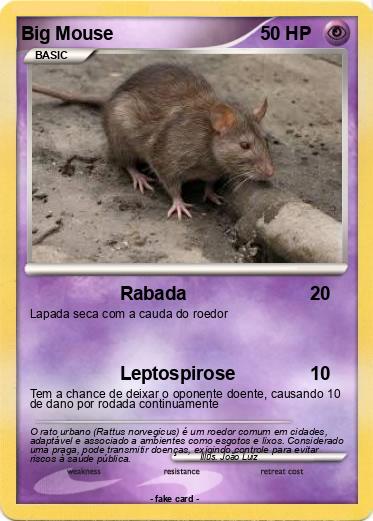 Big Mouse 50 HP
BASIC
Rabada 20
Lapada seca com a cauda do roedor
Leptospirose 10
Tem a chance de deixar o oponente doente, causando 10
de dano por rodada continuamente
O rato urbano (Rattus norvegicus) é um roedor comum em cidades,
adaptável e associado a ambientes como esgotos e lixos. Considerado
uma praga, pode transmitir doenças, exigindo controle para evitar
riscos à saúde pública.
Illus. João Luiz
weakness resistance retreat cost
- fake card -